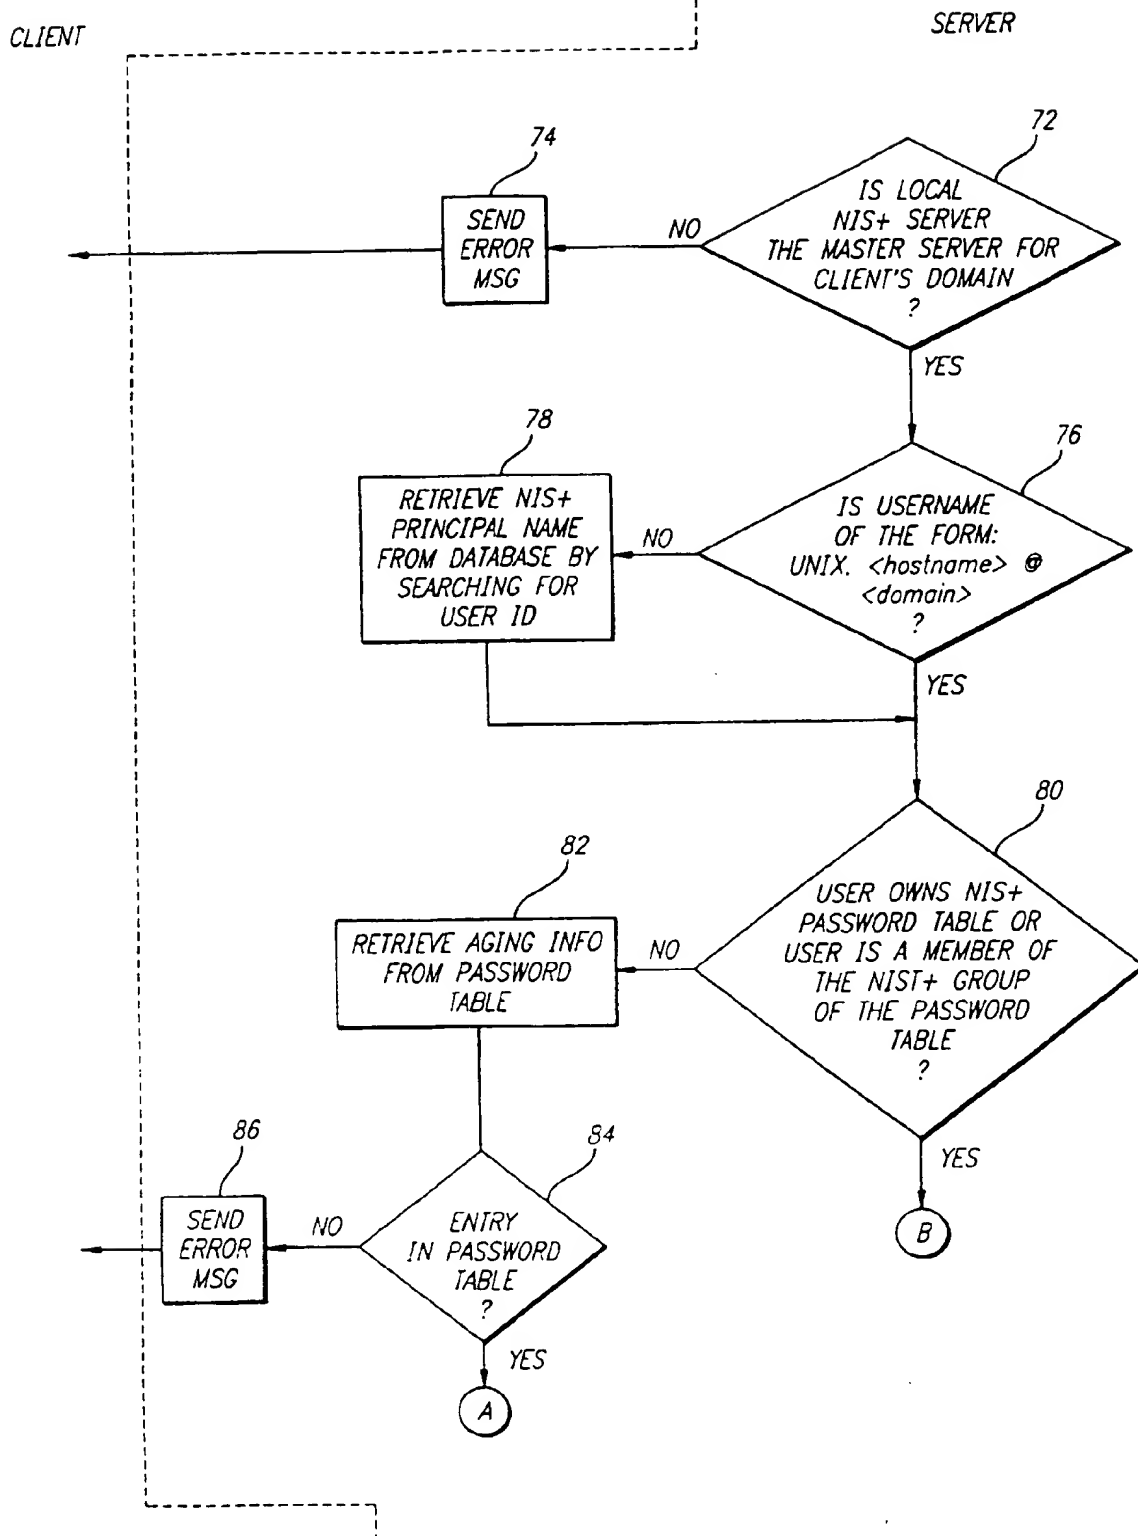 CLIENT
SERVER
74
72
SEND
ERROR
MSG
NO
IS LOCAL
NIS+ SERVER
THE MASTER SERVER FOR
CLIENT'S DOMAIN
?
YES
78
76
RETRIEVE NIS+
PRINCIPAL NAME
FROM DATABASE BY
SEARCHING FOR
USER ID
NO
IS USERNAME
OF THE FORM:
UNIX. <hostname> @
<domain>
?
YES
80
82
RETRIEVE AGING INFO
FROM PASSWORD
TABLE
NO
USER OWNS NIS+
PASSWORD TABLE OR
USER IS A MEMBER OF
THE NIST+ GROUP
OF THE PASSWORD
TABLE
?
YES
B
86
84
SEND
ERROR
MSG
NO
ENTRY
IN PASSWORD
TABLE
?
YES
A